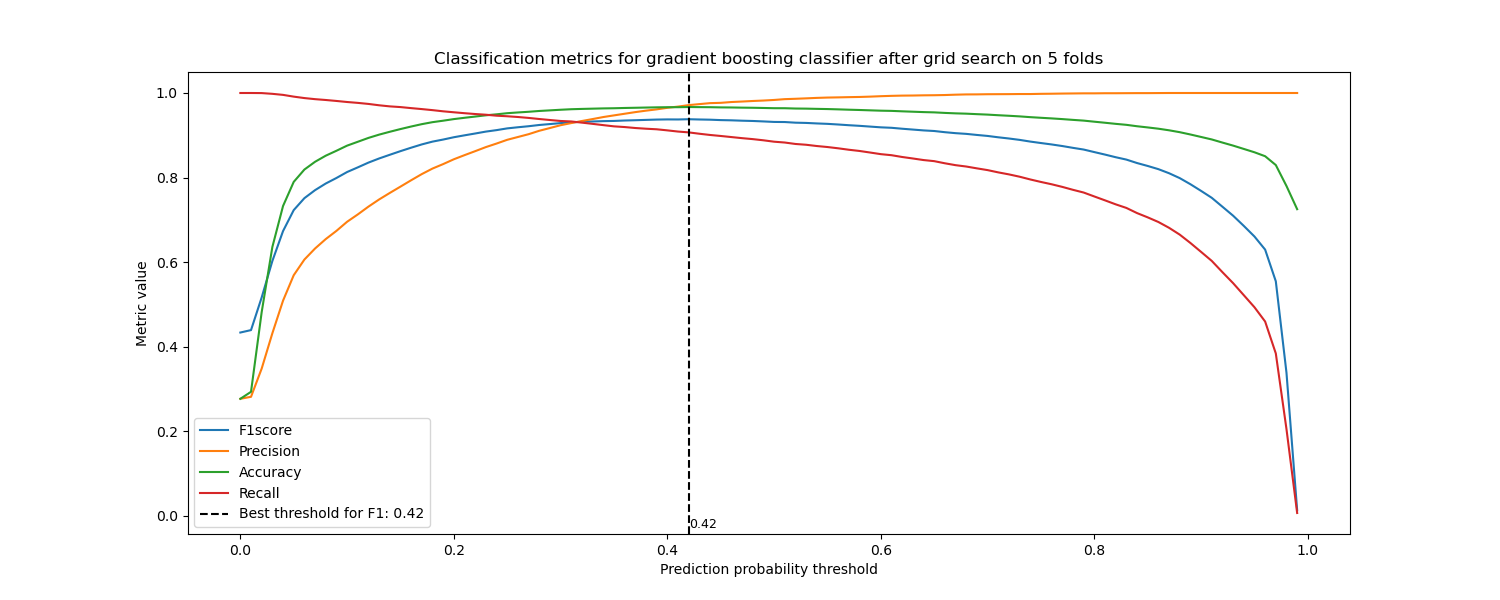 Classification metrics for gradient boosting classifier after grid search on 5 folds
Metric value
1.0
0.8
0.6
0.4
0.2
0.0
F1score
Precision
Accuracy
Recall
Best threshold for F1: 0.42
0.42
0.0 0.2 0.4 0.6 0.8 1.0
Prediction probability threshold